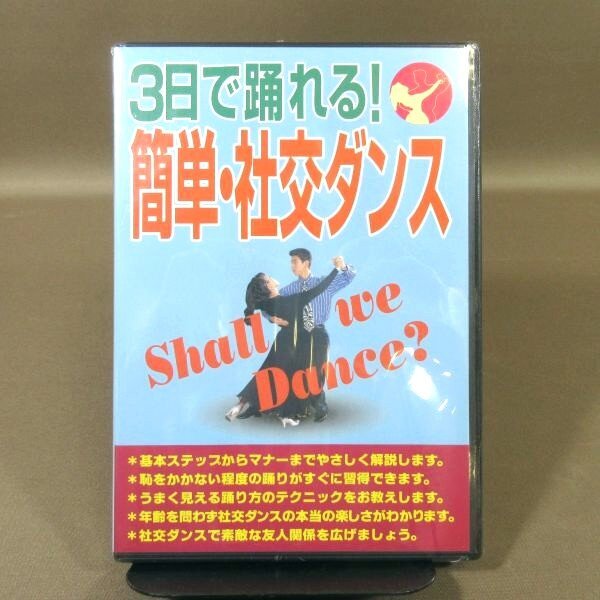 3日で踊れる!
簡単・社交ダンス
Shall we
Dance?
＊基本ステップからマナーまでやさしく解説します。
＊恥をかかない程度の踊りがすぐに習得できます。
＊うまく見える踊り方のテクニックをお教えします。
＊年齢を問わず社交ダンスの本当の楽しさがわかります。
＊社交ダンスで素敵な友人関係を広げましょう。